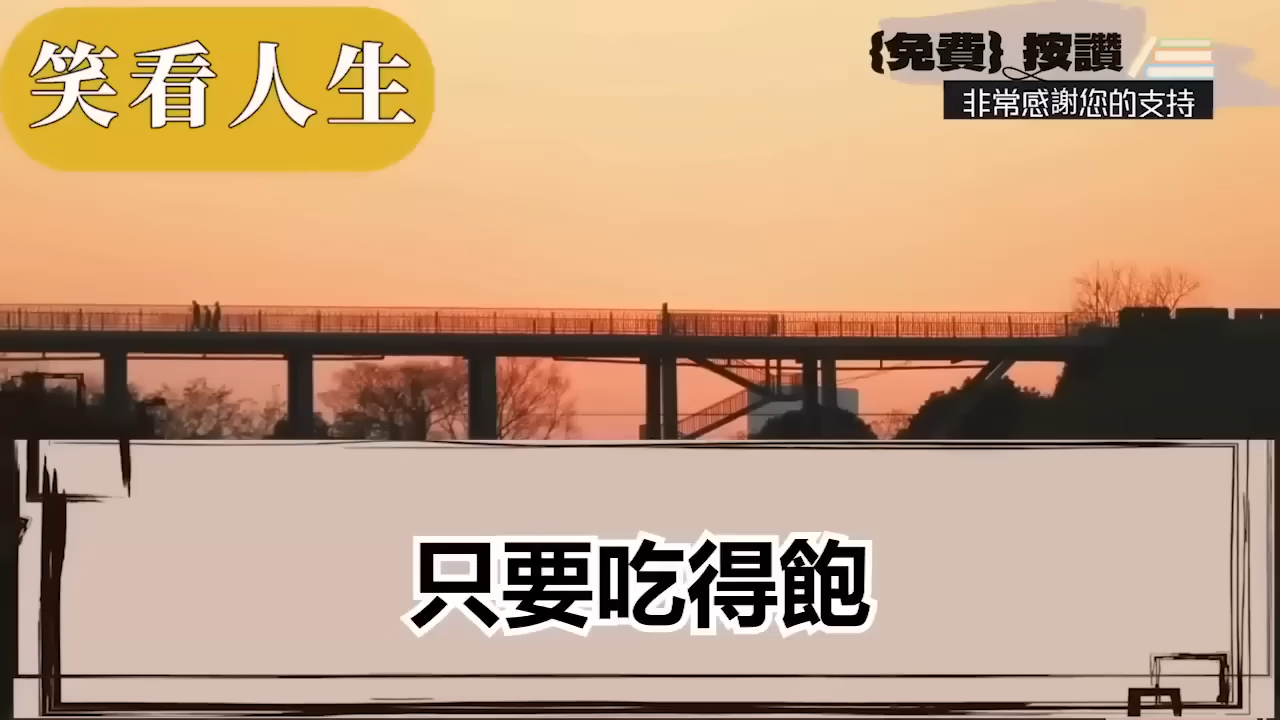 笑看人生
{免費} 按讚
非常感謝您的支持
只要吃得飽